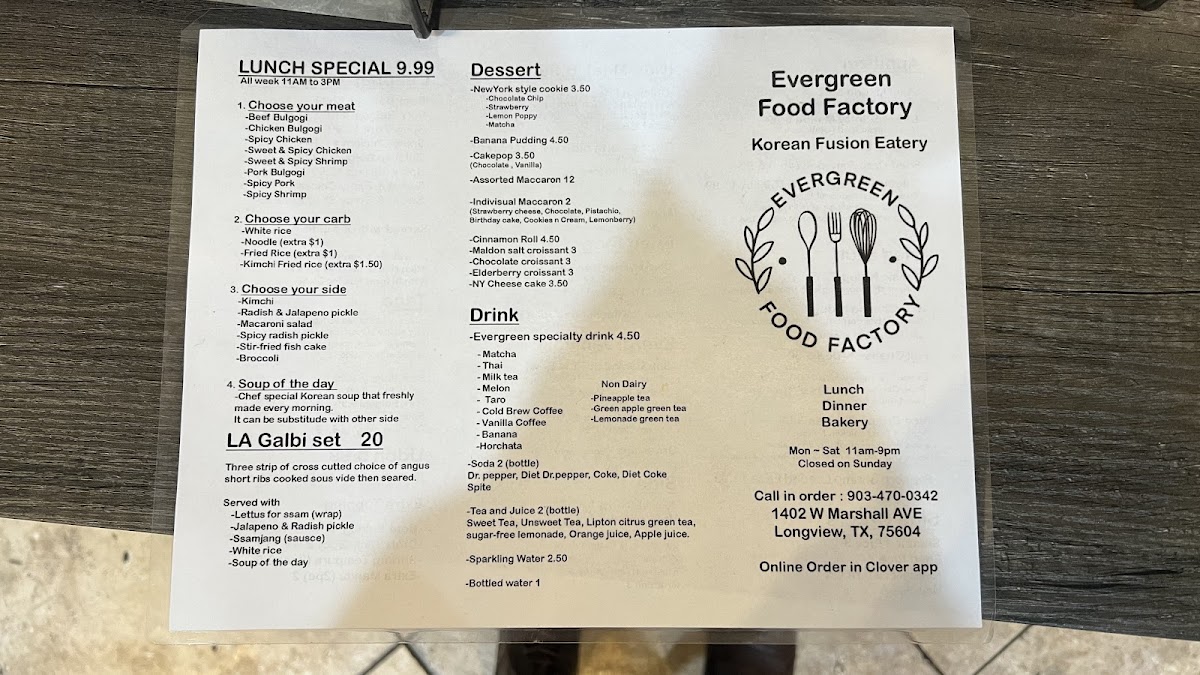 LUNCH SPECIAL 9.99
All week 11AM to 3PM
1. Choose your meat
-Beef Bulgogi
-Chicken Bulgogi
-Spicy Chicken
-Sweet & Spicy Chicken
-Sweet & Spicy Shrimp
-Pork Bulgogi
-Spicy Pork
-Spicy Shrimp
2. Choose your carb
-White rice
-Noodle (extra $1)
-Fried Rice (extra $1)
-Kimchi Fried rice (extra $1.50)
3. Choose your side
-Kimchi
-Radish & Jalapeno pickle
-Macaroni salad
-Spicy radish pickle
-Stir-fried fish cake
-Broccoli
4. Soup of the day
-Chef special Korean soup that freshly
made every morning.
It can be substitute with other side
LA Galbi set 20
Three strip of cross cutted choice of angus
short ribs cooked sous vide then seared.
Served with
-Lettus for ssam (wrap)
-Jalapeno & Radish pickle
-Ssamjang (sausce)
-White rice
-Soup of the day
Dessert
-NewYork style cookie 3.50
-Chocolate Chip
-Strawberry
-Lemon Poppy
-Matcha
-Banana Pudding 4.50
-Cakepop 3.50
(Chocolate , Vanilla)
-Assorted Maccaron 12
-Indivisual Maccaron 2
(Strawberry cheese, Chocolate, Pistachio,
Birthday cake, Cookies n Cream, Lemonberry)
-Cinnamon Roll 4.50
-Maldon salt croissant 3
-Chocolate croissant 3
-Elderberry croissant 3
-NY Cheese cake 3.50
Drink
-Evergreen specialty drink 4.50
- Matcha
- Thai
- Milk tea
- Melon
- Taro
- Cold Brew Coffee
- Vanilla Coffee
- Banana
-Horchata
Non Dairy
-Pineapple tea
-Green apple green tea
-Lemonade green tea
-Soda 2 (bottle)
Dr. pepper, Diet Dr.pepper, Coke, Diet Coke
Spite
-Tea and Juice 2 (bottle)
Sweet Tea, Unsweet Tea, Lipton citrus green tea,
sugar-free lemonade, Orange juice, Apple juice.
-Sparkling Water 2.50
-Bottled water 1
Evergreen
Food Factory
Korean Fusion Eatery
EVERGREEN
FOOD FACTORY
Lunch
Dinner
Bakery
Mon ~ Sat 11am-9pm
Closed on Sunday
Call in order : 903-470-0342
1402 W Marshall AVE
Longview, TX, 75604
Online Order in Clover app